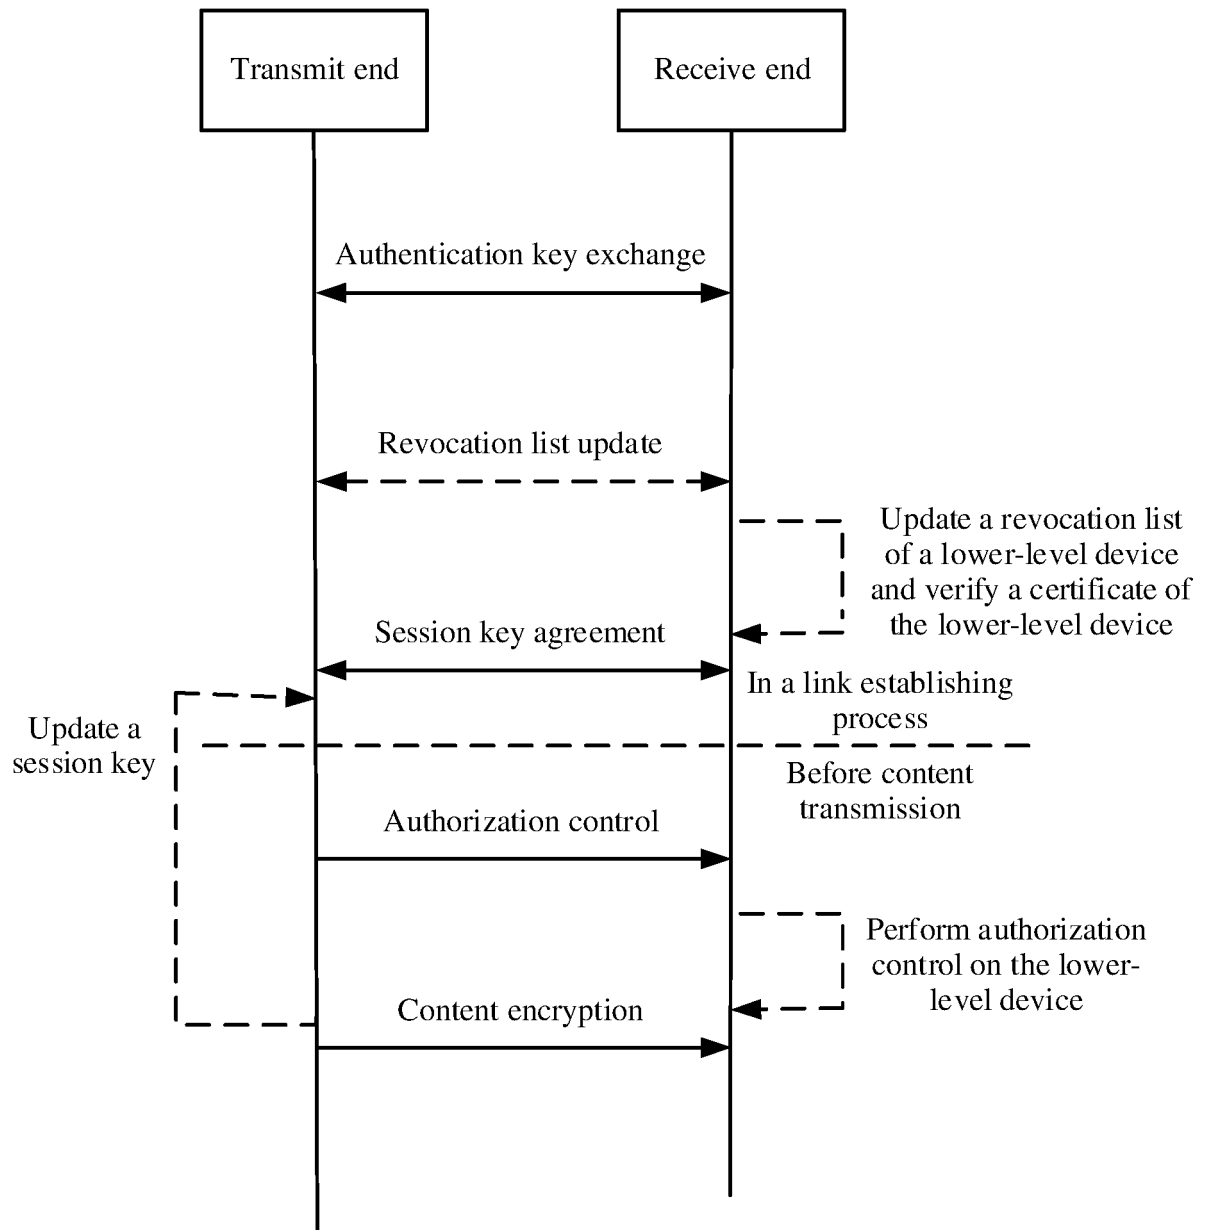 Transmit end
Receive end
Authentication key exchange
Revocation list update
Update a revocation list
of a lower-level device
and verify a certificate of
the lower-level device
Session key agreement
In a link establishing
process
Update a
session key
Before content
transmission
Authorization control
Perform authorization
control on the lower-
level device
Content encryption